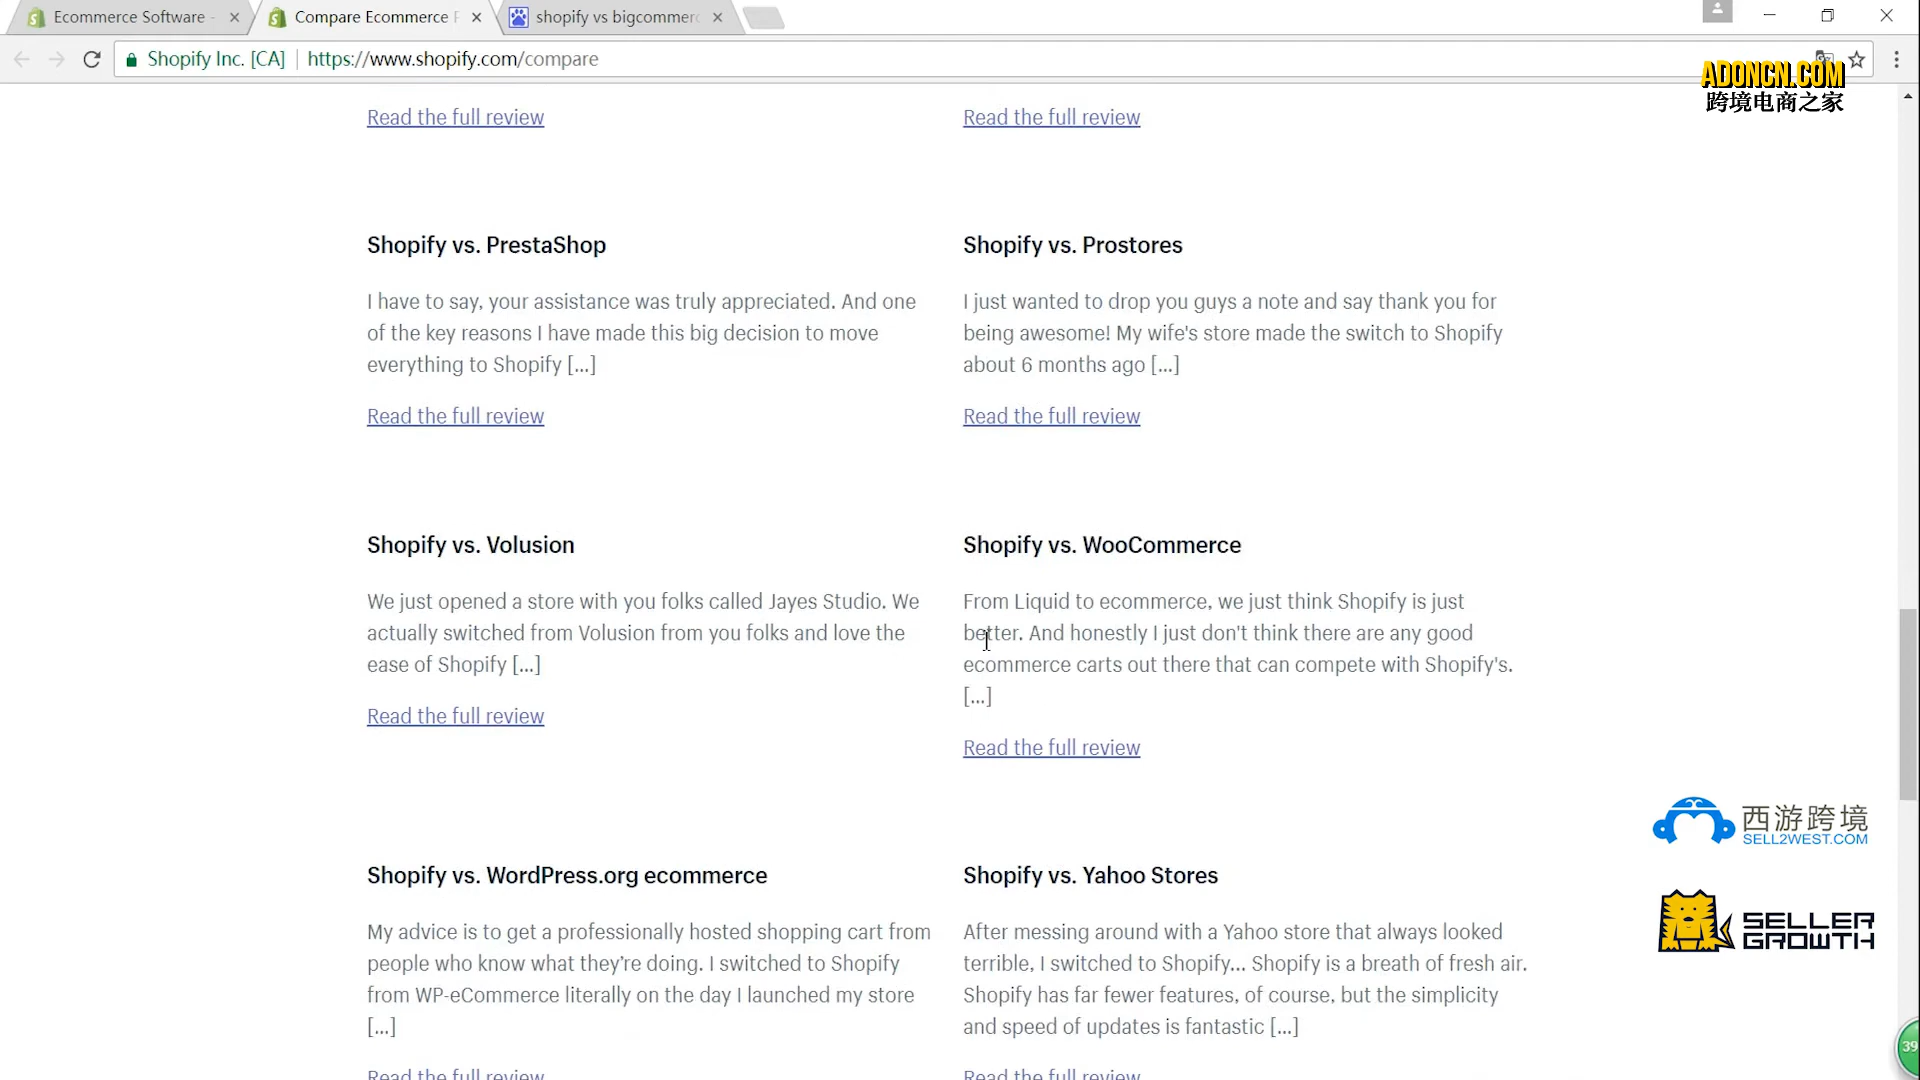 Ecommerce Software -
Compare Ecommerce P
shopify vs bigcommerc
Shopify Inc. [CA]
https://www.shopify.com/compare
ADONCN.COM
跨境电商之家
Read the full review
Read the full review
Shopify vs. PrestaShop
I have to say, your assistance was truly appreciated. And one
of the key reasons I have made this big decision to move
everything to Shopify [...]
Read the full review
Shopify vs. Prostores
I just wanted to drop you guys a note and say thank you for
being awesome! My wife's store made the switch to Shopify
about 6 months ago [...]
Read the full review
Shopify vs. Volusion
We just opened a store with you folks called Jayes Studio. We
actually switched from Volusion from you folks and love the
ease of Shopify [...]
Read the full review
Shopify vs. WooCommerce
From Liquid to ecommerce, we just think Shopify is just
better. And honestly I just don't think there are any good
ecommerce carts out there that can compete with Shopify's.
[...]
Read the full review
西游跨境
SELL2WEST.COM
Shopify vs. WordPress.org ecommerce
My advice is to get a professionally hosted shopping cart from
people who know what they’re doing. I switched to Shopify
from WP-eCommerce literally on the day I launched my store
[...]
Read the full review
Shopify vs. Yahoo Stores
After messing around with a Yahoo store that always looked
terrible, I switched to Shopify... Shopify is a breath of fresh air.
Shopify has far fewer features, of course, but the simplicity
and speed of updates is fantastic [...]
Read the full review
SELLER
GROWTH
39